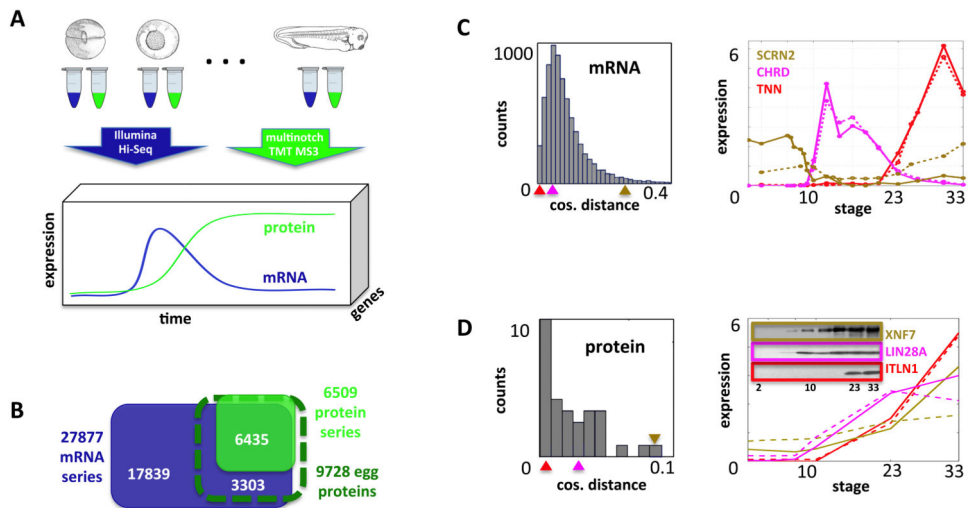 A
Illumina
Hi-Seq
multinotch
TMT MS3
expression
protein
mRNA
time
genes
B
27877
mRNA
series
17839
6435
3303
6509
protein
series
9728 egg
proteins
C
1000
mRNA
counts
0
0.4
cos. distance
6
SCRN2
CHRD
TNN
expression
0
10
23
33
stage
D
10
protein
counts
0
0.1
cos. distance
6
XNF7
LIN28A
ITLN1
2
10
23
33
expression
0
10
23
33
stage